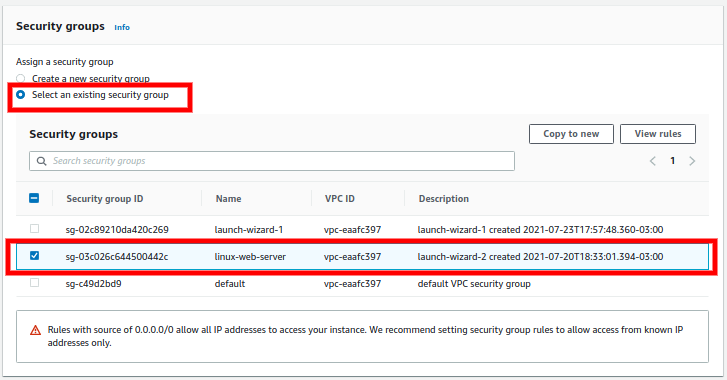 Security groups Info
Assign a security group
Create a new security group
Select an existing security group
Security groups Copy to new View rules
Search security groups 1
Security group ID Name VPC ID Description
sg-02c89210da420c269 launch-wizard-1 vpc-eaafc397 launch-wizard-1 created 2021-07-23T17:57:48.360-03:00
sg-03c026c644500442c linux-web-server vpc-eaafc397 launch-wizard-2 created 2021-07-20T18:33:01.394-03:00
sg-c49d2bd9 default vpc-eaafc397 default VPC security group
Rules with source of 0.0.0.0/0 allow all IP addresses to access your instance. We recommend setting security group rules to allow access from known IP
addresses only.